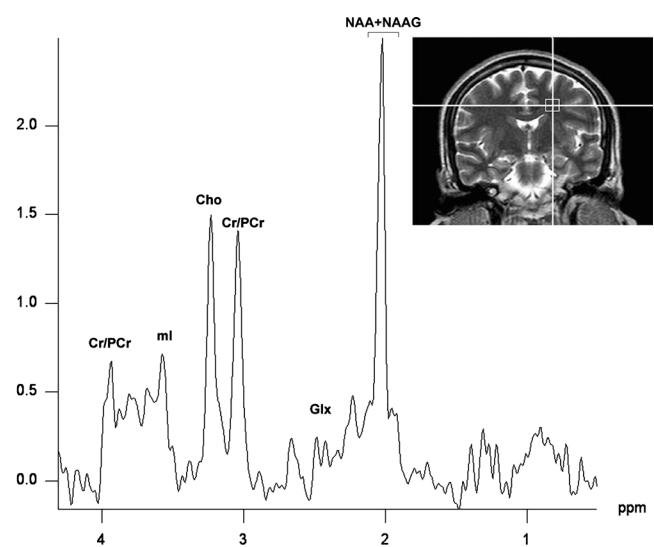 NAA+NAAG
2.0
1.5
Cho
Cr/PCr
1.0
Cr/PCr
mI
0.5
Glx
0.0
ppm
4 3 2 1